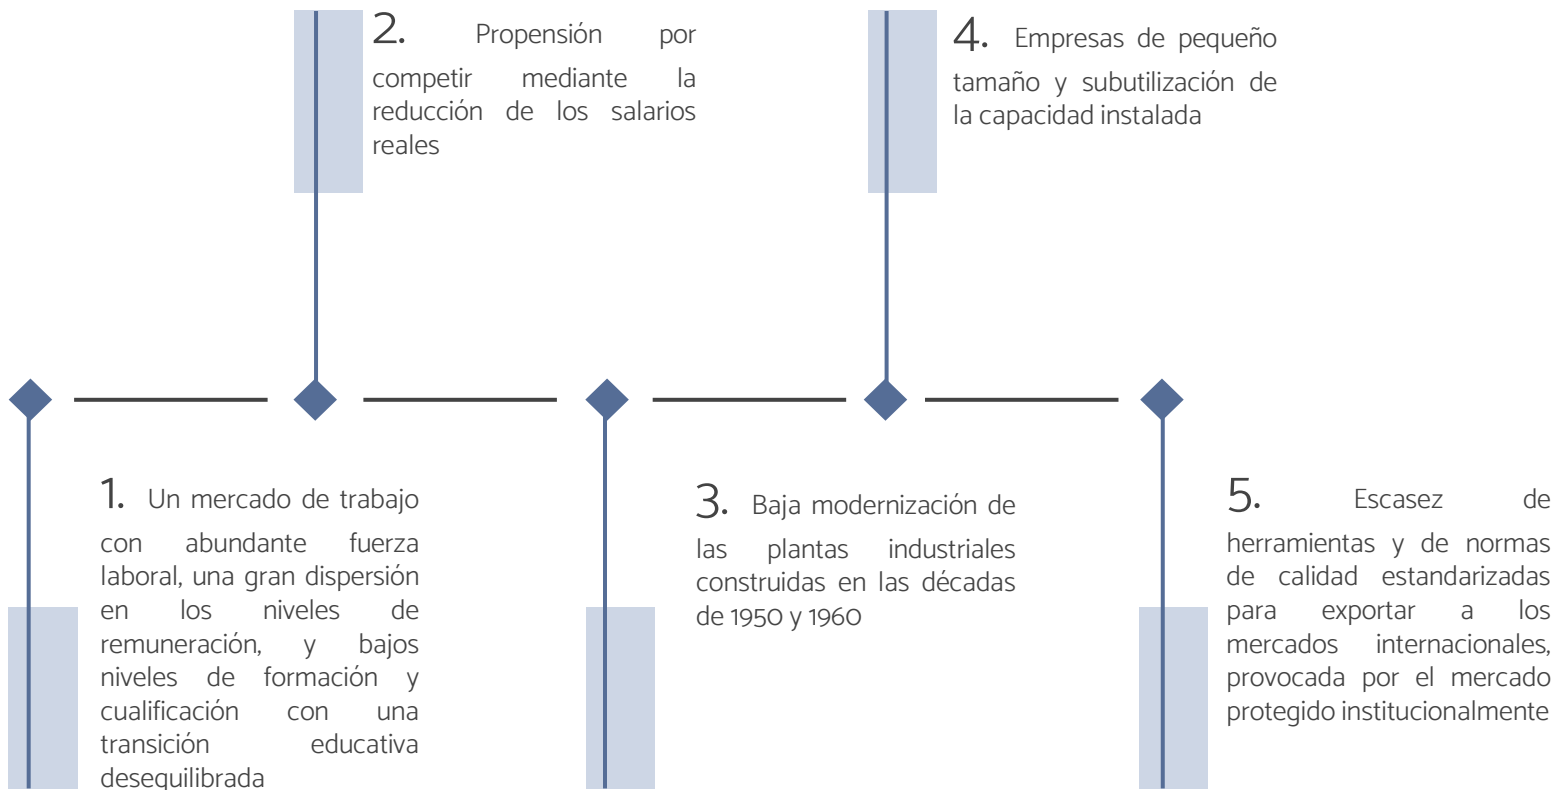 2. Propensión por
competir mediante la
reducción de los salarios
reales
4. Empresas de pequeño
tamaño y subutilización de
la capacidad instalada
1. Un mercado de trabajo
con abundante fuerza
laboral, una gran dispersión
en los niveles de
remuneración, y bajos
niveles de formación y
cualificación con una
transición educativa
desequilibrada
3. Baja modernización de
las plantas industriales
construidas en las décadas
de 1950 y 1960
5. Escasez de
herramientas y de normas
de calidad estandarizadas
para exportar a los
mercados internacionales,
provocada por el mercado
protegido institucionalmente